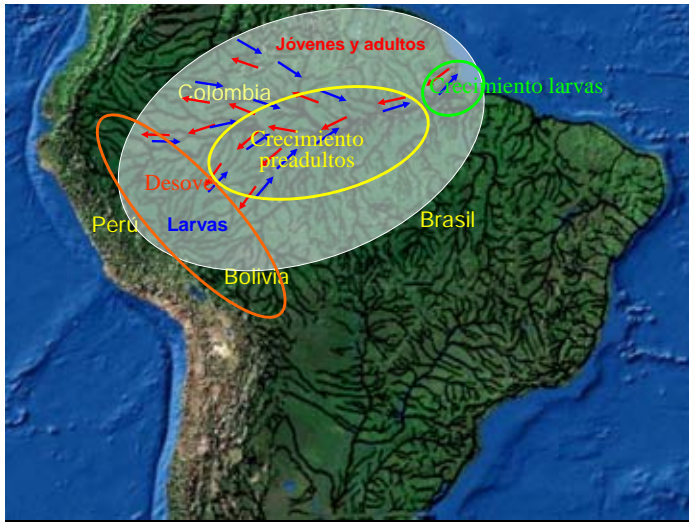 Jóvenes y adultos
Crecimiento larvas
Colombia
Crecimiento
preadultos
Desove
Perú
Larvas
Brasil
Bolivia